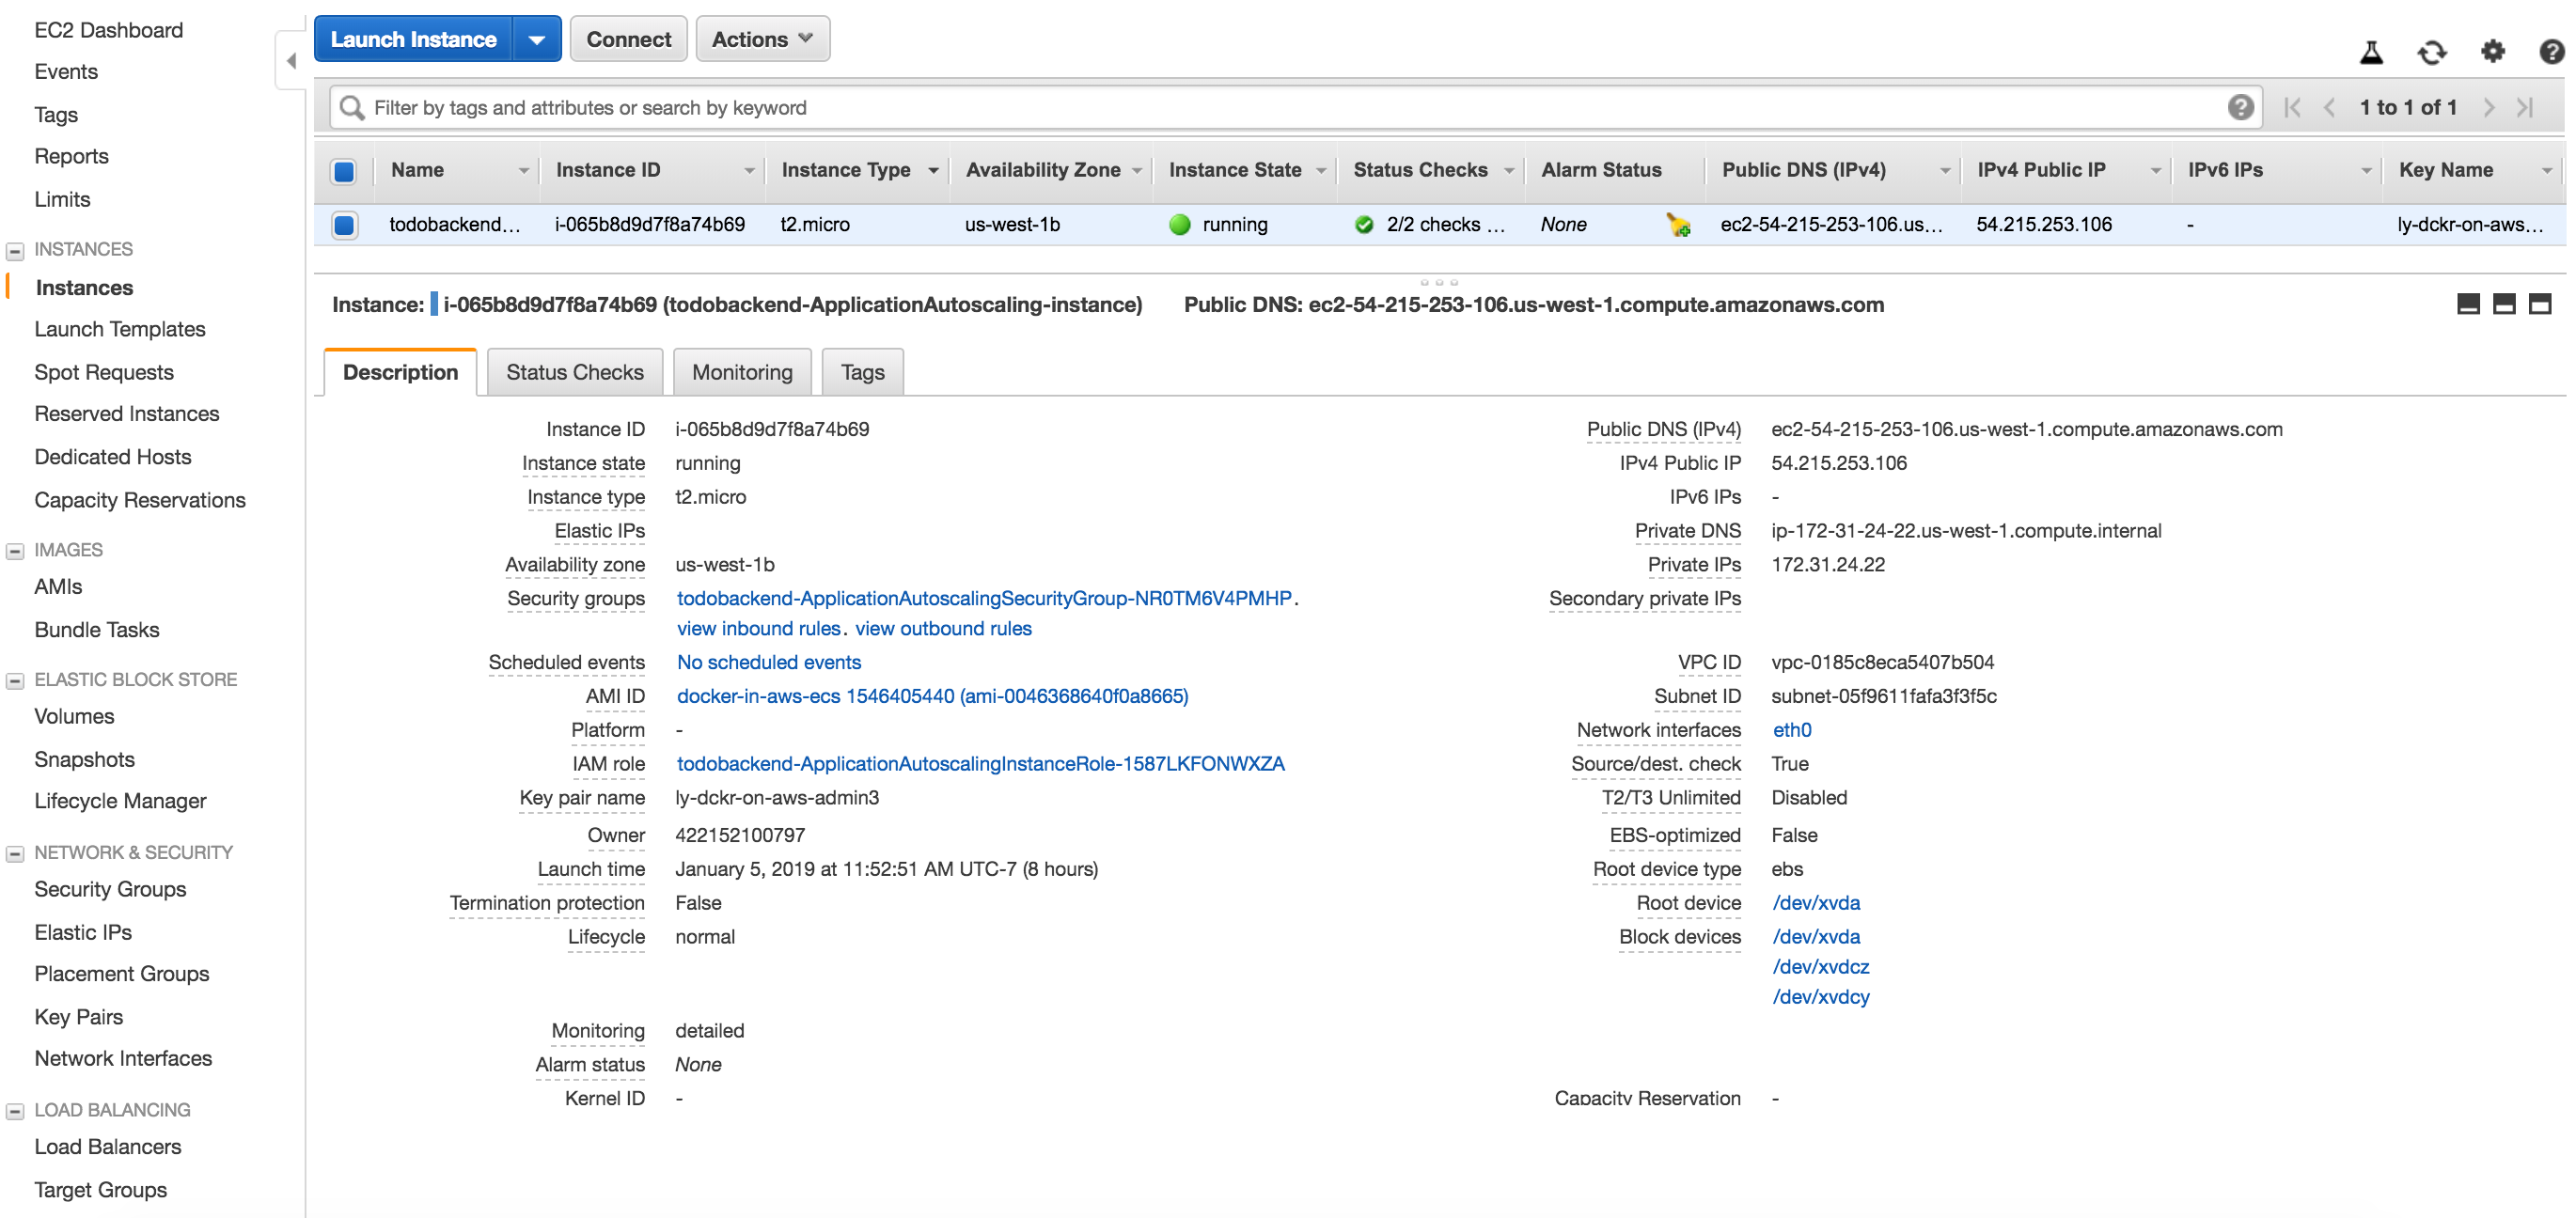 EC2 Dashboard
Events
Tags
Reports
Limits
INSTANCES
Instances
Launch Templates
Spot Requests
Reserved Instances
Dedicated Hosts
Capacity Reservations
IMAGES
AMIs
Bundle Tasks
ELASTIC BLOCK STORE
Volumes
Snapshots
Lifecycle Manager
NETWORK & SECURITY
Security Groups
Elastic IPs
Placement Groups
Key Pairs
Network Interfaces
LOAD BALANCING
Load Balancers
Target Groups
Launch Instance Connect Actions
Filter by tags and attributes or search by keyword 1 to 1 of 1
Name Instance ID Instance Type Availability Zone Instance State Status Checks Alarm Status Public DNS (IPv4) IPv4 Public IP IPv6 IPs Key Name
todobackend... i-065b8d9d7f8a74b69 t2.micro us-west-1b running 2/2 checks ... None ec2-54-215-253-106.us... 54.215.253.106 - ly-dckr-on-aws...
Instance: i-065b8d9d7f8a74b69 (todobackend-ApplicationAutoscaling-instance) Public DNS: ec2-54-215-253-106.us-west-1.compute.amazonaws.com
Description Status Checks Monitoring Tags
Instance ID i-065b8d9d7f8a74b69
Instance state running
Instance type t2.micro
Elastic IPs
Availability zone us-west-1b
Security groups todobackend-ApplicationAutoscalingSecurityGroup-NR0TM6V4PMHP.
view inbound rules. view outbound rules
Scheduled events No scheduled events
AMI ID docker-in-aws-ecs 1546405440 (ami-0046368640f0a8665)
Platform -
IAM role todobackend-ApplicationAutoscalingInstanceRole-1587LKFONWXZA
Key pair name ly-dckr-on-aws-admin3
Owner 422152100797
Launch time January 5, 2019 at 11:52:51 AM UTC-7 (8 hours)
Termination protection False
Lifecycle normal
Monitoring detailed
Alarm status None
Kernel ID -
Public DNS (IPv4) ec2-54-215-253-106.us-west-1.compute.amazonaws.com
IPv4 Public IP 54.215.253.106
IPv6 IPs -
Private DNS ip-172-31-24-22.us-west-1.compute.internal
Private IPs 172.31.24.22
Secondary private IPs
VPC ID vpc-0185c8eca5407b504
Subnet ID subnet-05f9611fafa3f3f5c
Network interfaces eth0
Source/dest. check True
T2/T3 Unlimited Disabled
EBS-optimized False
Root device type ebs
Root device /dev/xvda
Block devices /dev/xvda
/dev/xvdcz
/dev/xvdcy
Capacity Reservation -